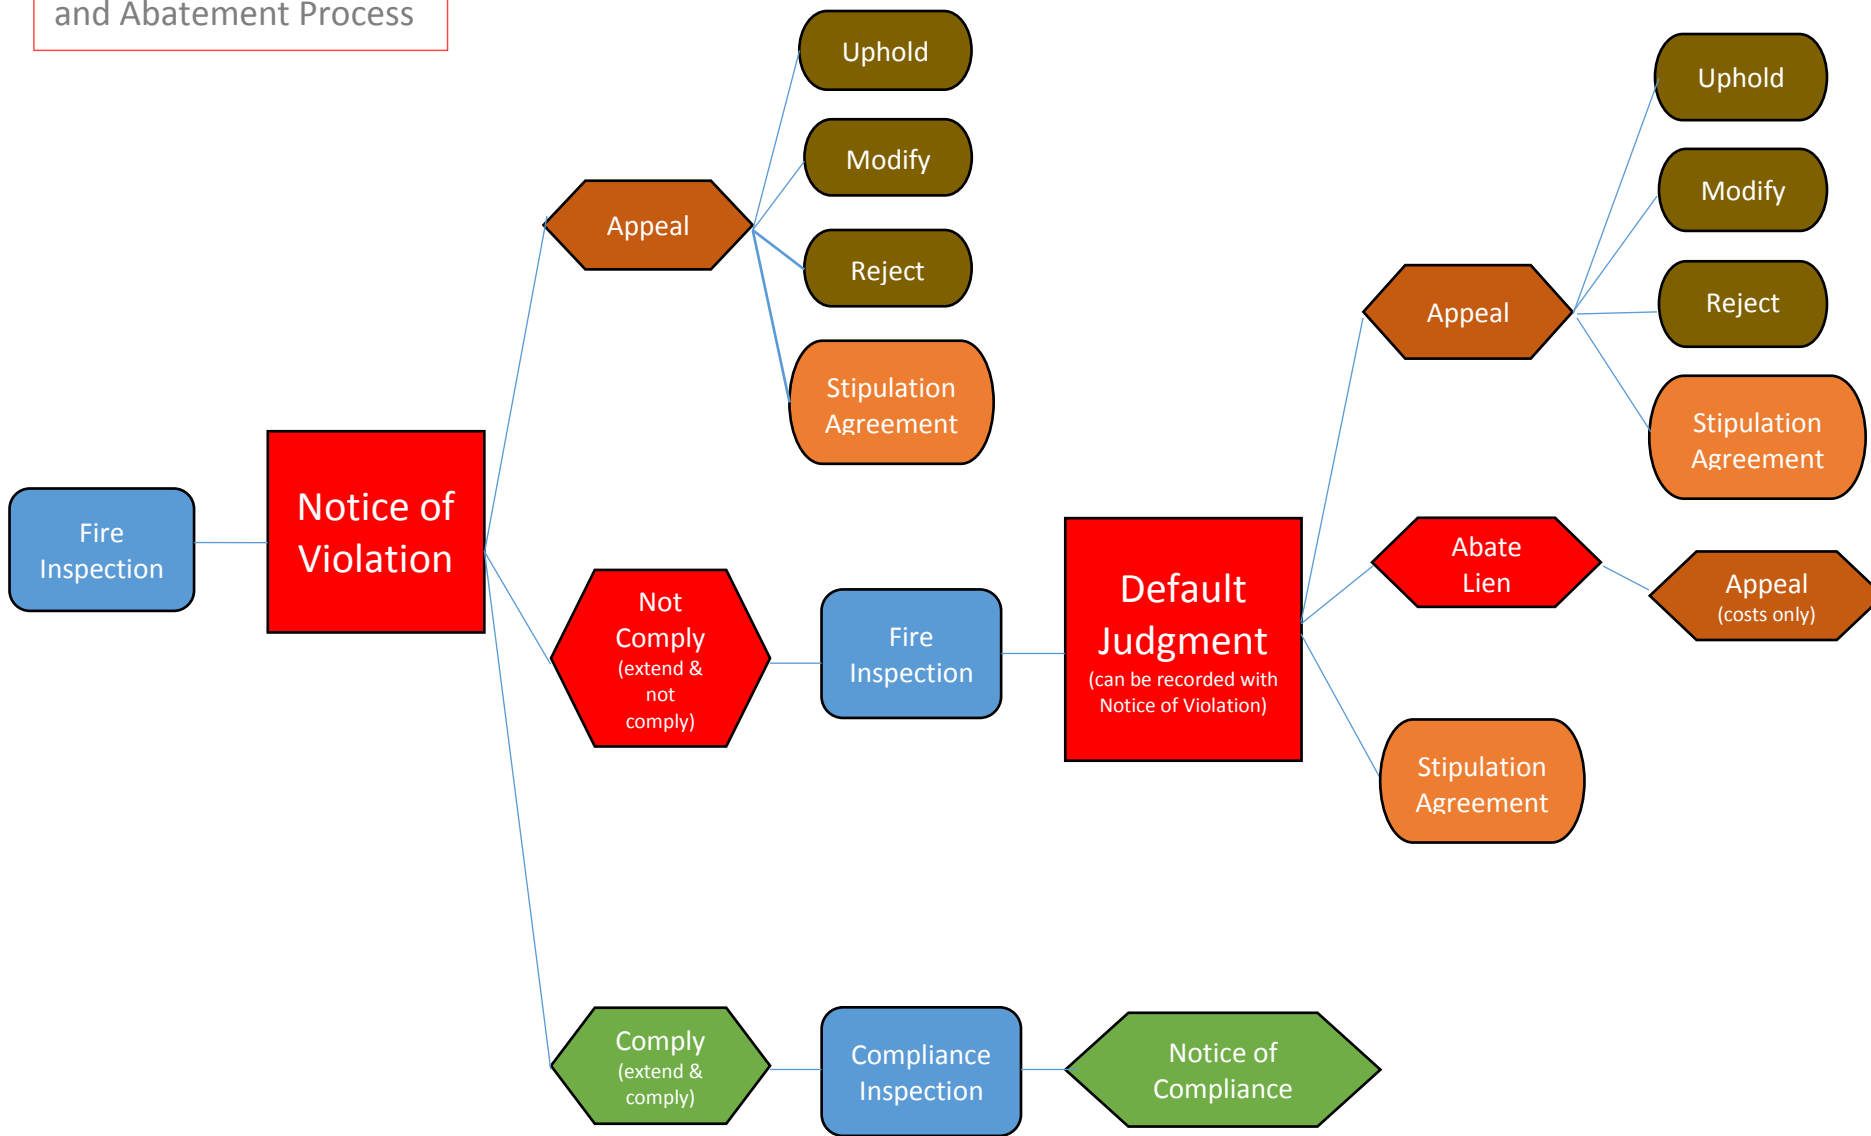 and Abatement Process
Uphold
Modify
Reject
Stipulation
Agreement
Appeal
Fire
Inspection
Notice of
Violation
Not
Comply
(extend &
not
comply)
Fire
Inspection
Default
Judgment
(can be recorded with
Notice of Violation)
Appeal
Uphold
Modify
Reject
Stipulation
Agreement
Abate
Lien
Appeal
(costs only)
Stipulation
Agreement
Comply
(extend &
comply)
Compliance
Inspection
Notice of
Compliance